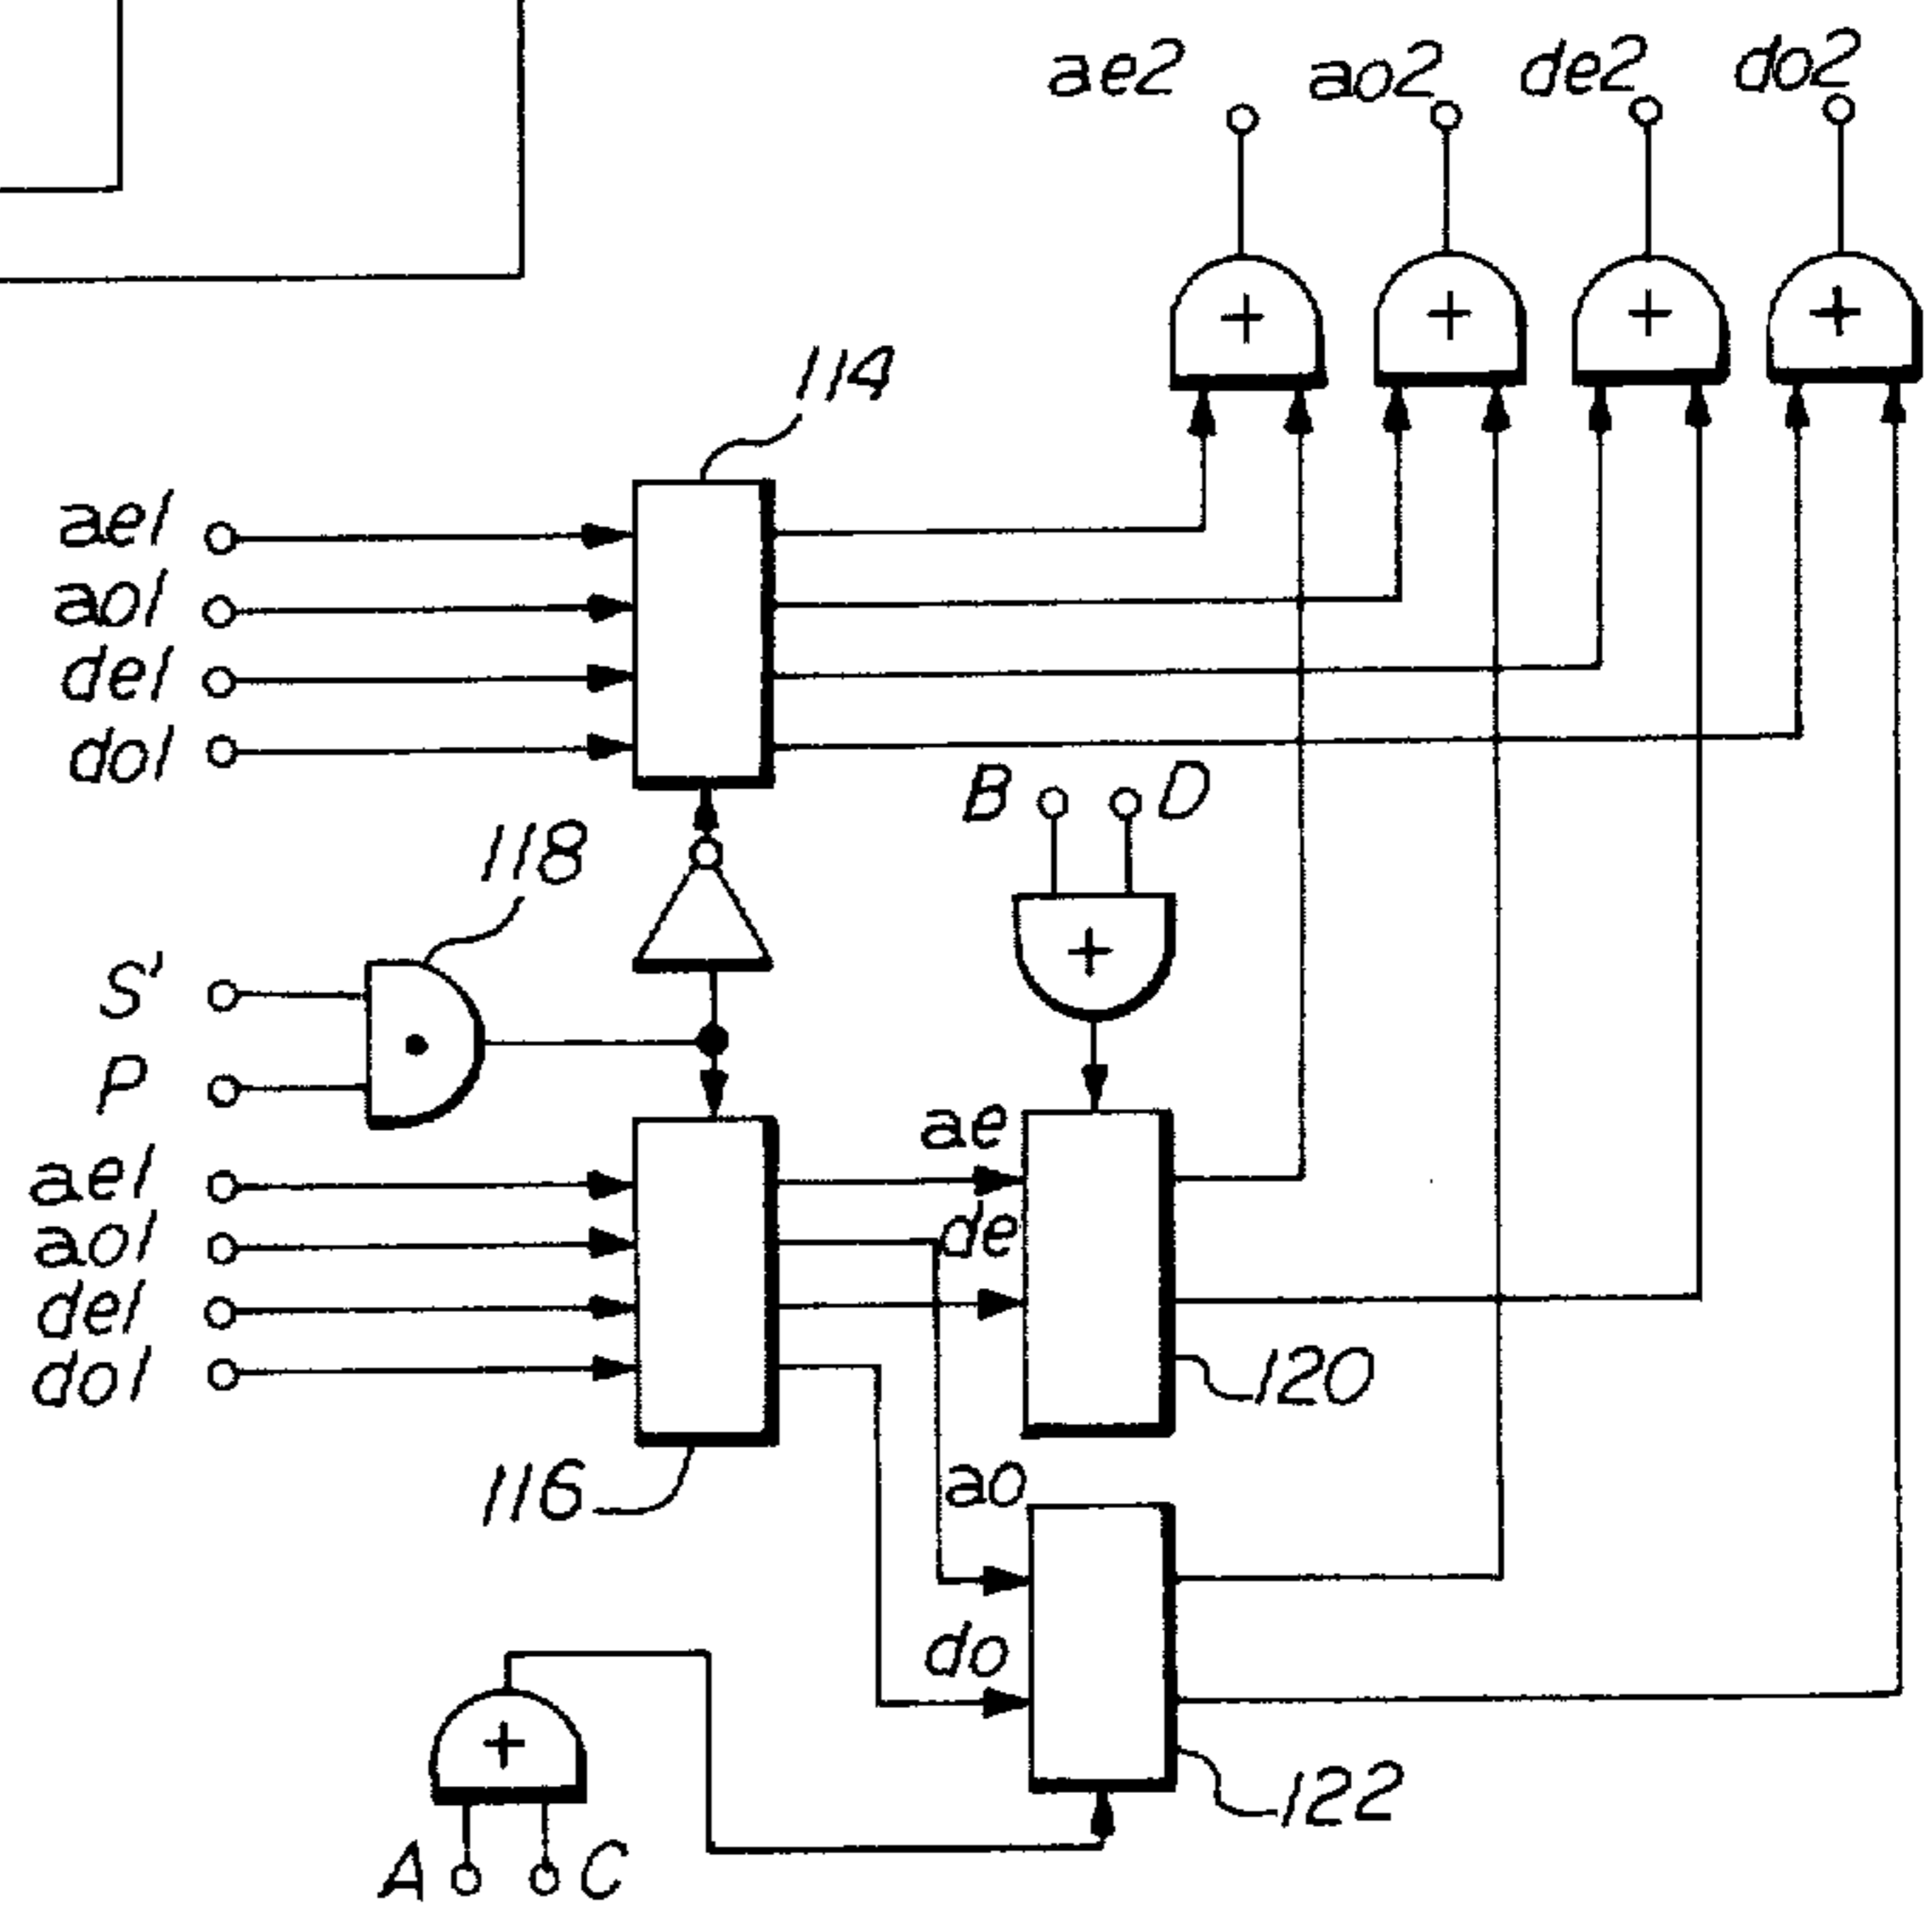 ae2 ao2 de2 do2
+ + + +
114
ae1
ao1
de1
do1
B D
118
+
S'
P
ae
ae1
de
ao1
de1
do1
120
116
ao
do
+
122
A C